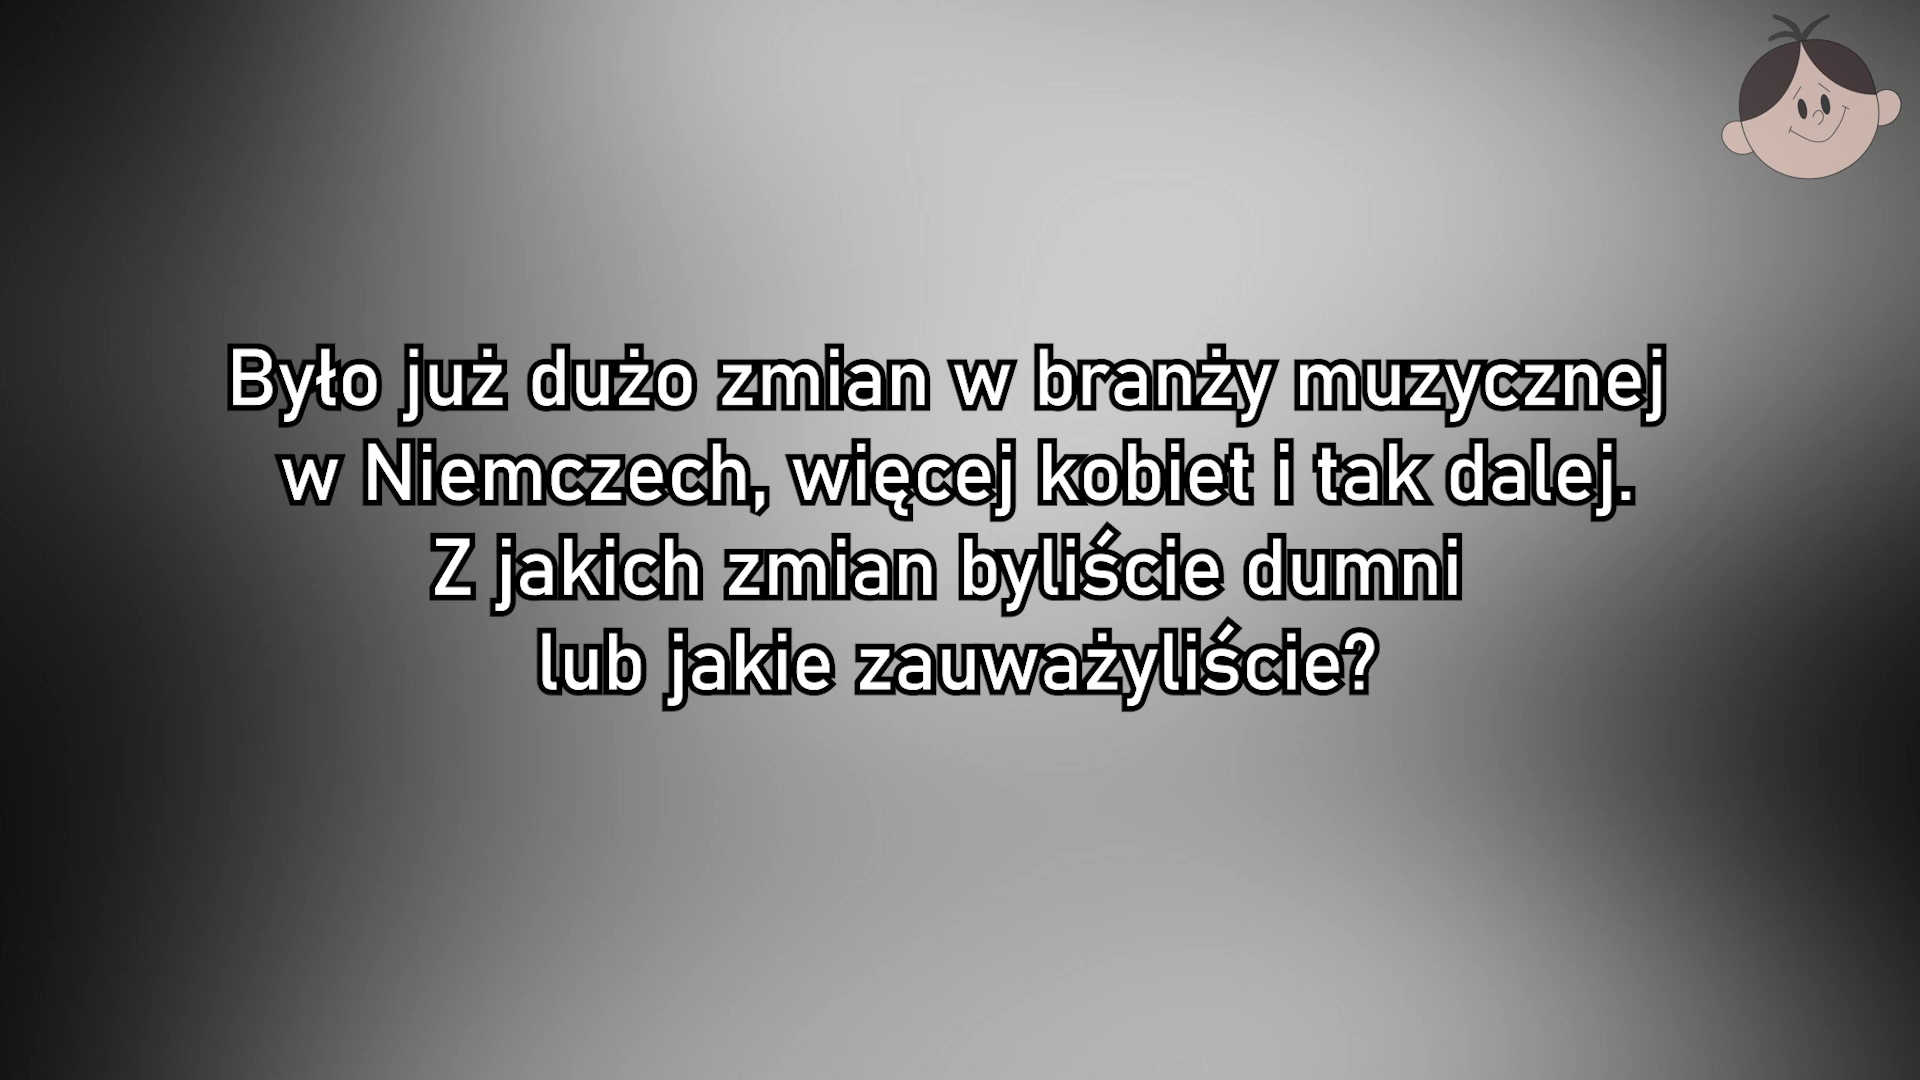 Było już dużo zmian w branży muzycznej
w Niemczech, więcej kobiet i tak dalej.
Z jakich zmian byliście dumni
lub jakie zauważyliście?